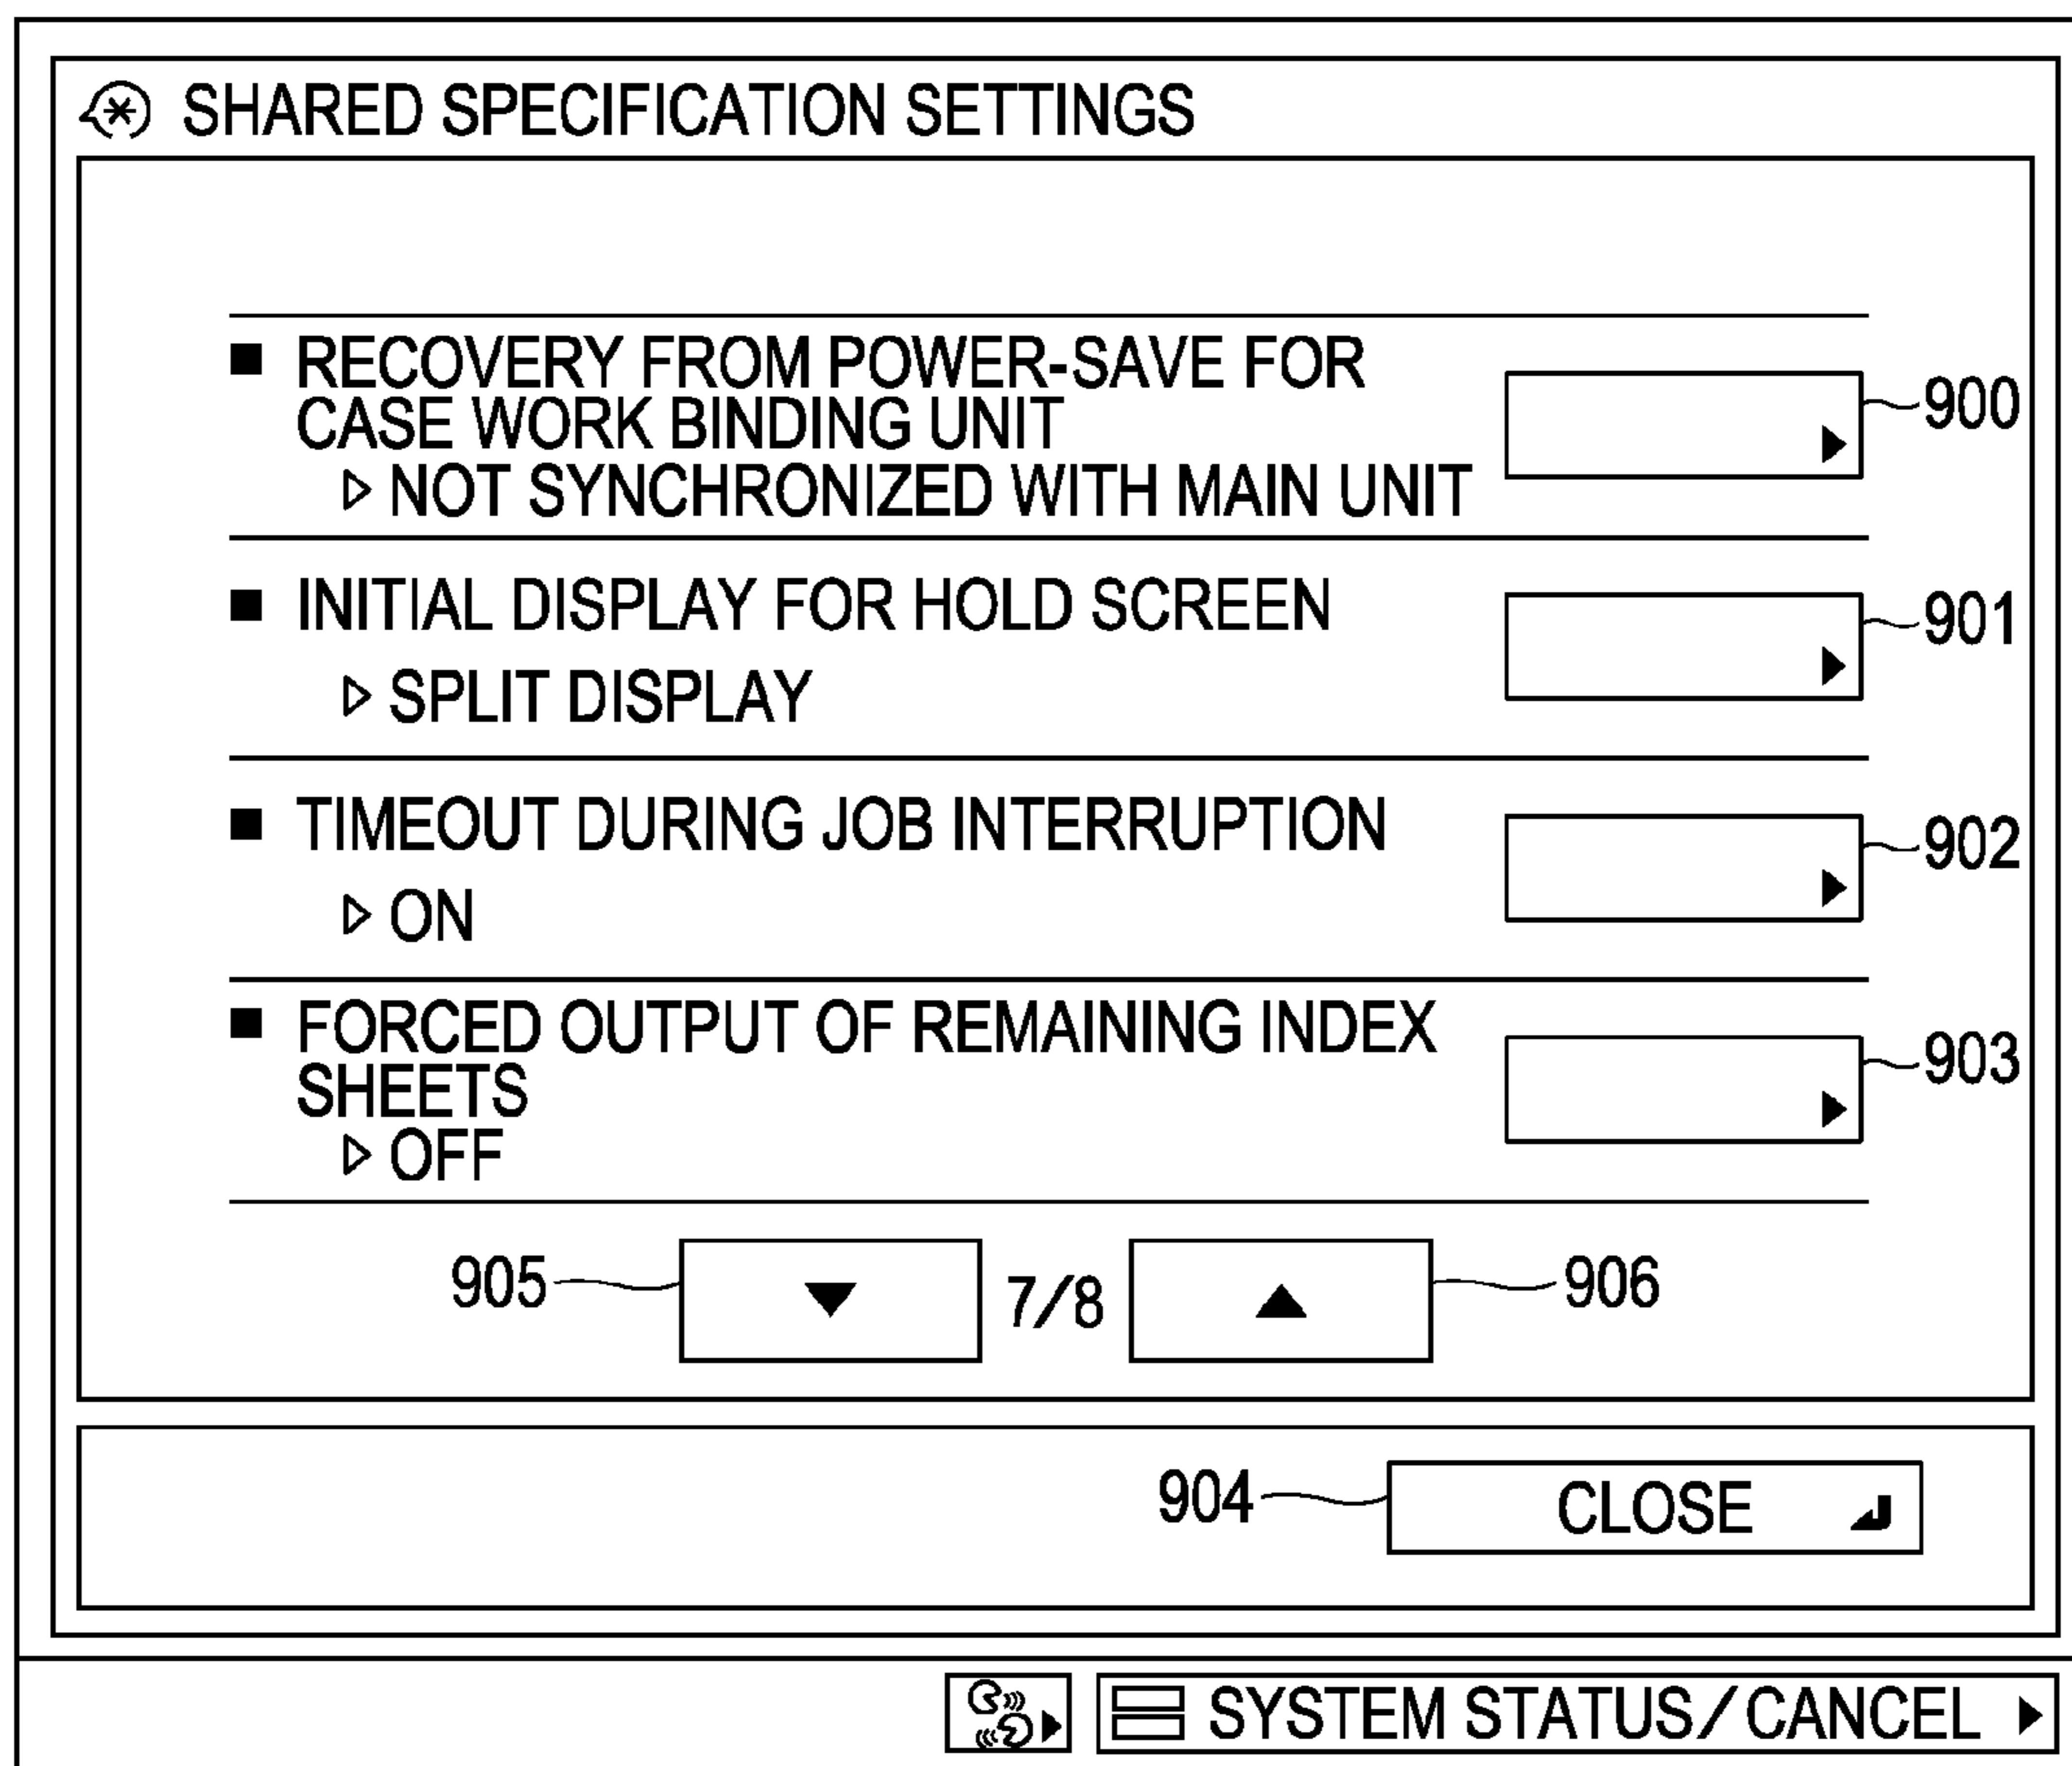 SHARED SPECIFICATION SETTINGS
■ RECOVERY FROM POWER-SAVE FOR
CASE WORK BINDING UNIT
▷ NOT SYNCHRONIZED WITH MAIN UNIT
900
■ INITIAL DISPLAY FOR HOLD SCREEN
901
▷ SPLIT DISPLAY
■ TIMEOUT DURING JOB INTERRUPTION
902
▷ ON
■ FORCED OUTPUT OF REMAINING INDEX
SHEETS
903
▷ OFF
905 ▼ 7/8 ▲ 906
904 CLOSE
SYSTEM STATUS/CANCEL ▶